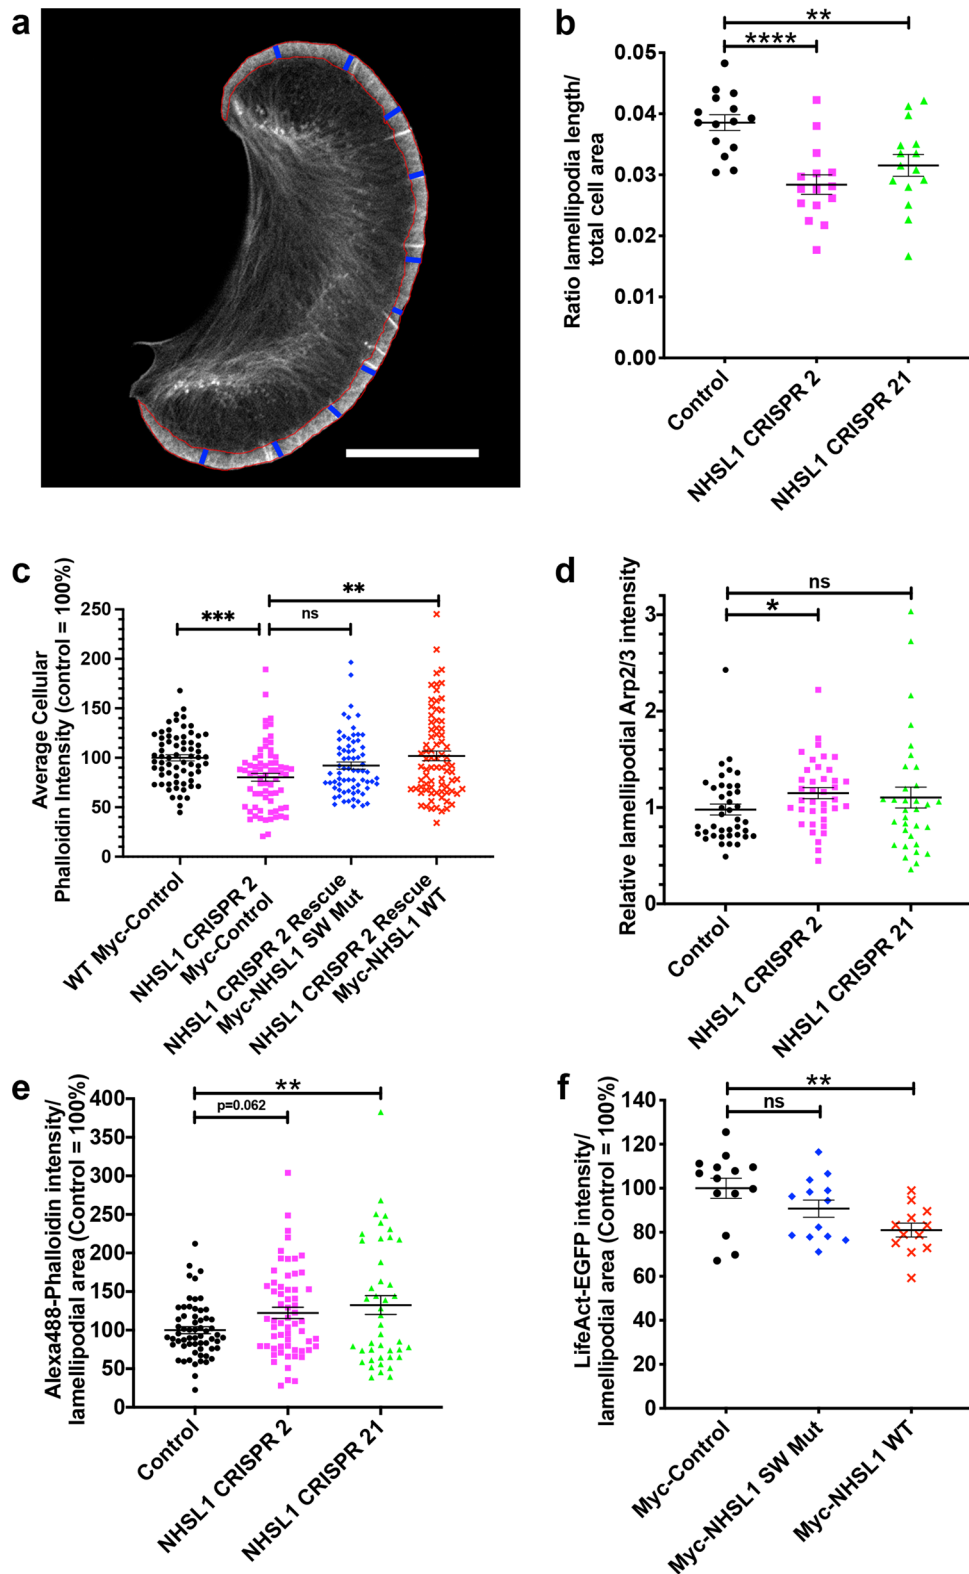 a
b
Ratio lamellipodia length/
total cell area
0.05
0.04
0.03
0.02
0.01
0.00
**
****
Control
NHSL1 CRISPR 2
NHSL1 CRISPR 21
c
Average Cellular
Phalloidin Intensity (control = 100%)
250
200
150
100
50
0
***
ns
**
WT Myc-Control
NHSL1 CRISPR 2
Myc-Control
NHSL1 CRISPR 2 Rescue
Myc-NHSL1 SW Mut
NHSL1 CRISPR 2 Rescue
Myc-NHSL1 WT
d
Relative lamellipodial Arp2/3 intensity
3
2
1
0
ns
*
Control
NHSL1 CRISPR 2
NHSL1 CRISPR 21
e
Alexa488-Phalloidin intensity/
lamellipodial area (Control = 100%)
400
350
300
250
200
150
100
50
0
**
p=0.062
Control
NHSL1 CRISPR 2
NHSL1 CRISPR 21
f
LifeAct-EGFP intensity/
lamellipodial area (Control = 100%)
140
120
100
80
60
40
20
0
**
ns
Myc-Control
Myc-NHSL1 SW Mut
Myc-NHSL1 WT